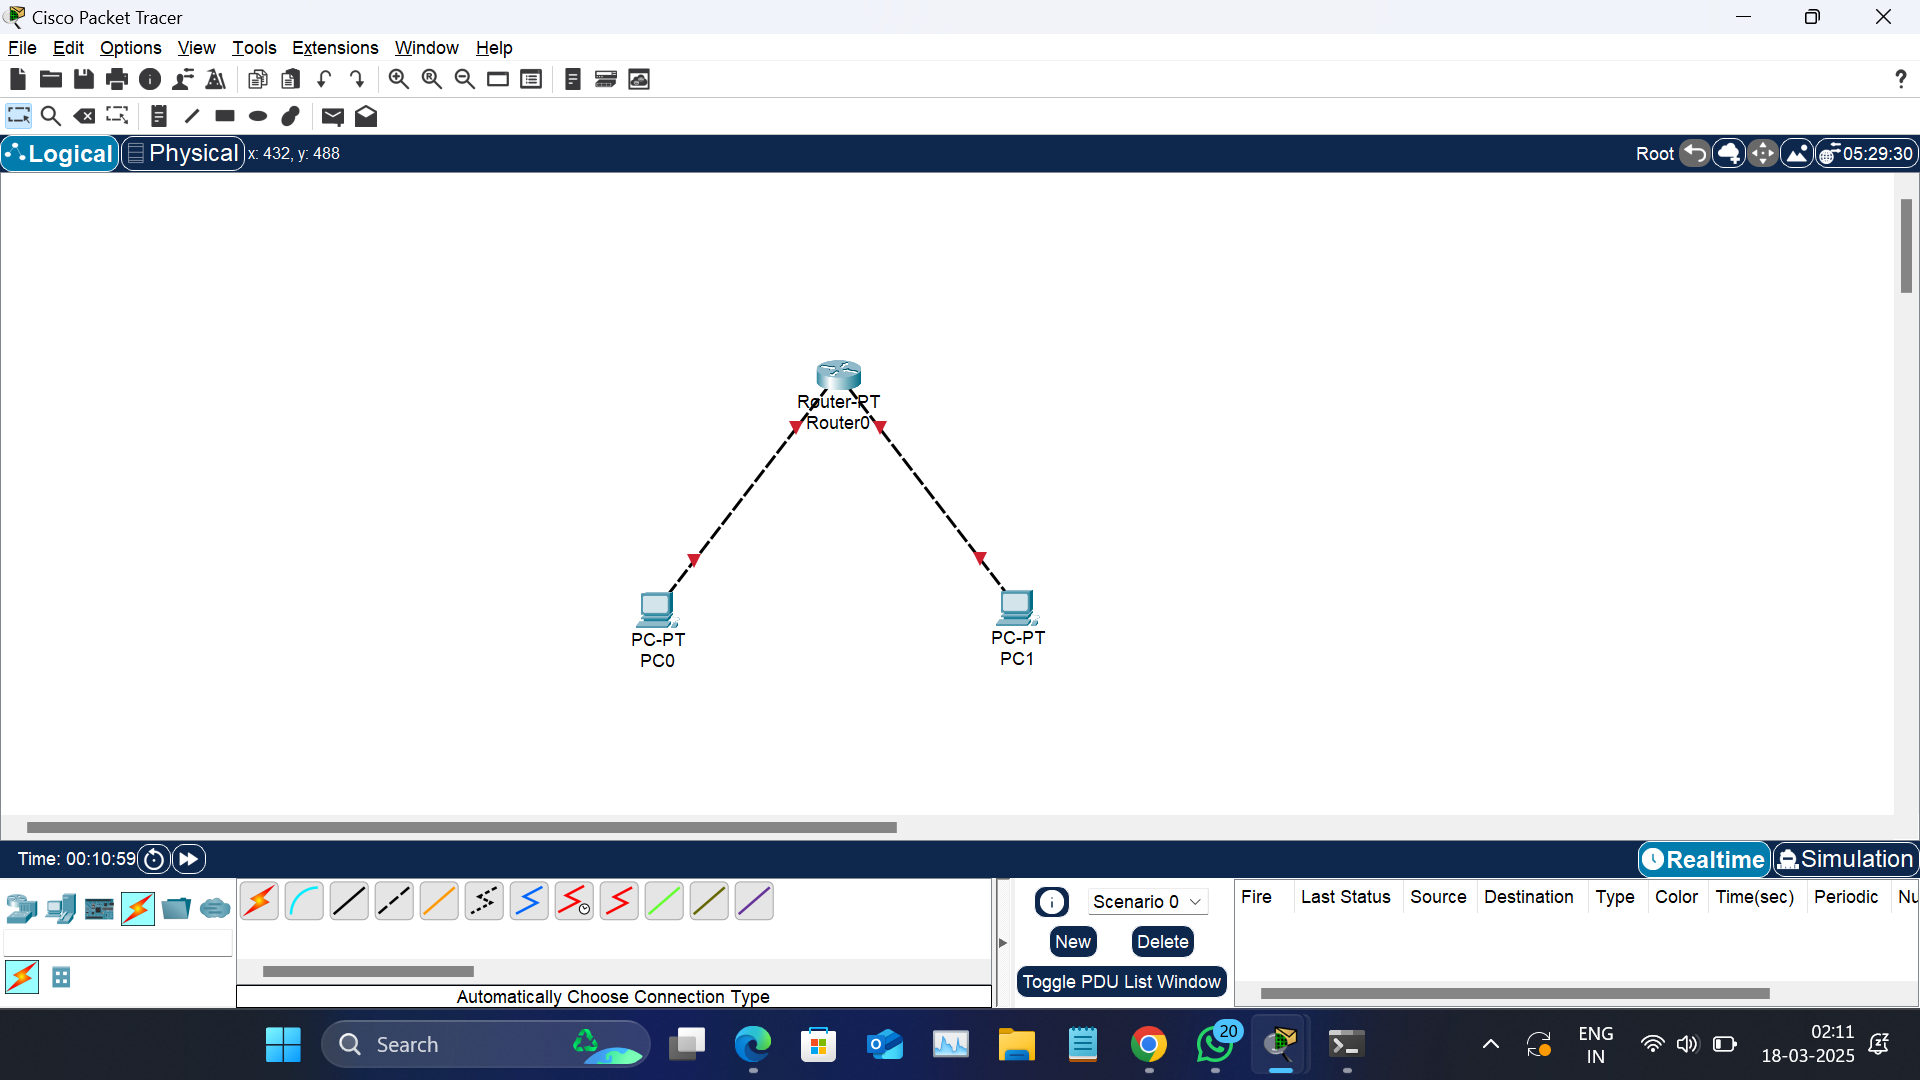 Cisco Packet Tracer
File Edit Options View Tools Extensions Window Help
?
Logical Physical x: 432, y: 488 Root 05:29:30
Router-PT
Router0
PC-PT
PC0
PC-PT
PC1
Time: 00:10:59 Realtime Simulation
Scenario 0
New Delete
Toggle PDU List Window
Fire Last Status Source Destination Type Color Time(sec) Periodic Nu
Automatically Choose Connection Type
Search
20
ENG
IN
02:11
18-03-2025